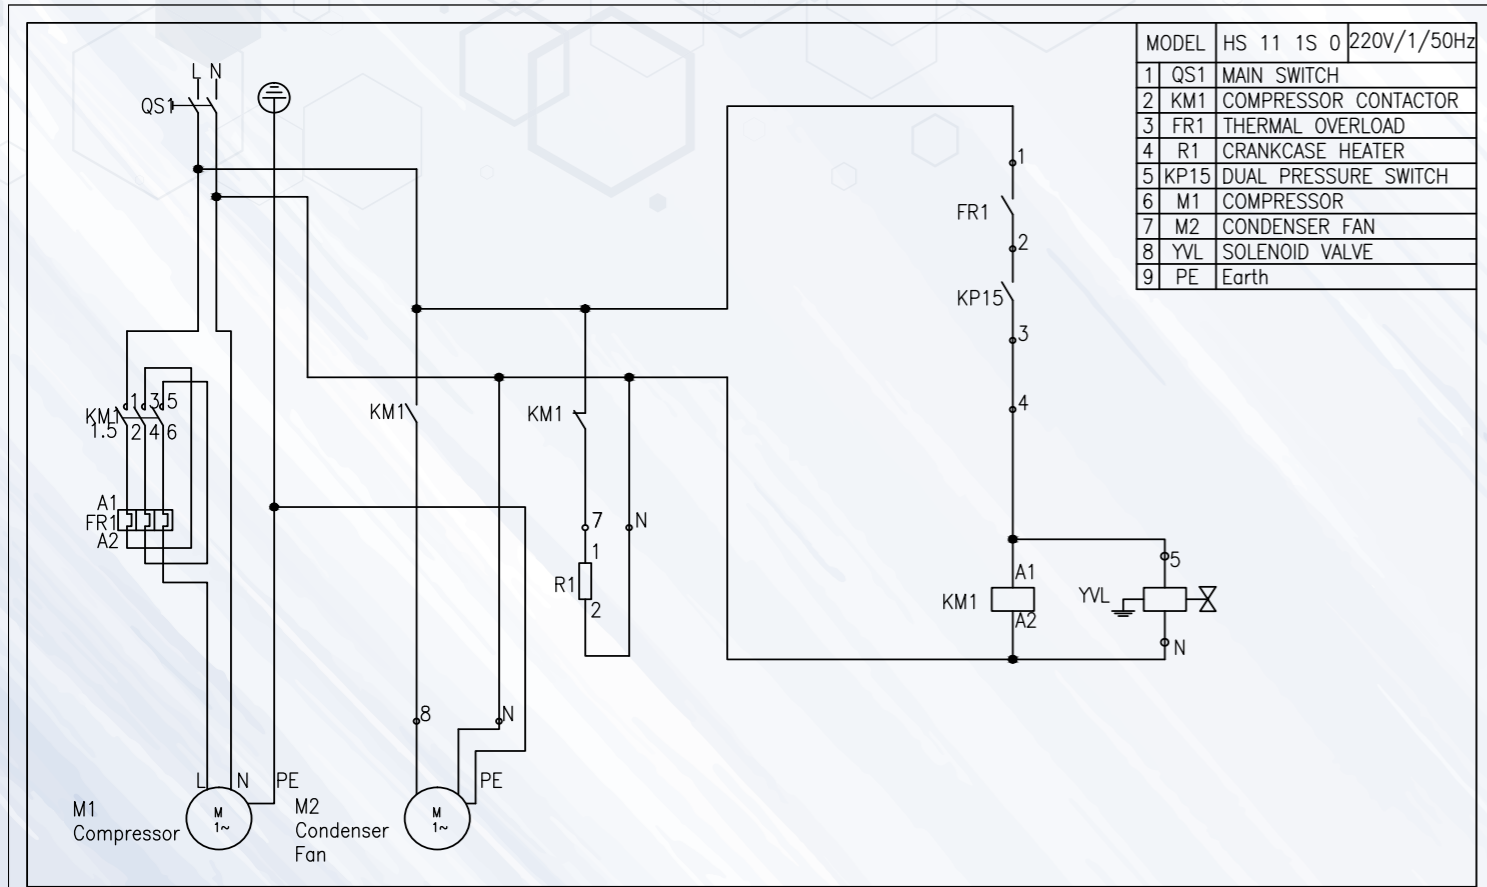 MODEL HS 11 1S 0 220V/1/50Hz
1 QS1 MAIN SWITCH
2 KM1 COMPRESSOR CONTACTOR
3 FR1 THERMAL OVERLOAD
4 R1 CRANKCASE HEATER
5 KP15 DUAL PRESSURE SWITCH
6 M1 COMPRESSOR
7 M2 CONDENSER FAN
8 YVL SOLENOID VALVE
9 PE Earth
L N
QS1
1
FR1
2
KP15
3
4
KM1
1.5
1 3 5
2 4 6
KM1
KM1
A1
FR1
A2
7 N
1
R1
2
A1
KM1
A2
5
YVL
N
8 N
L N PE
PE
M1
Compressor
M
1~
M2
Condenser
Fan
M
1~